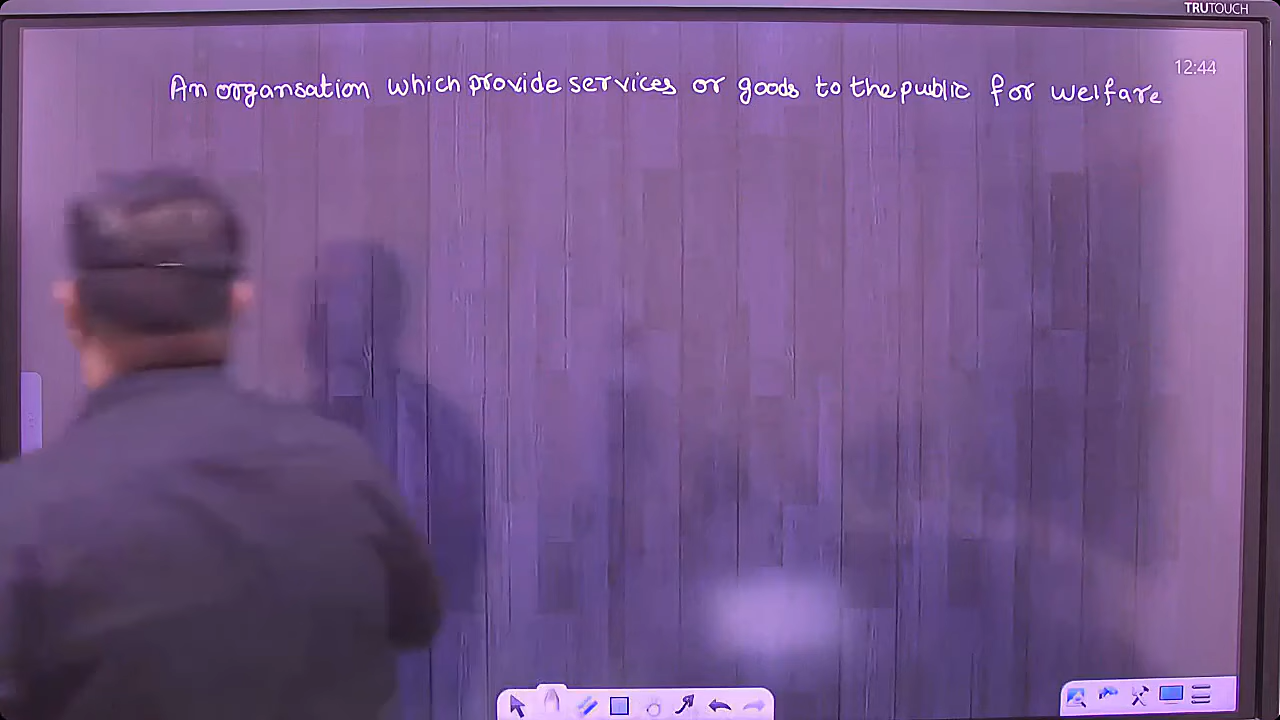 TRUTOUCH
12:44
An organsation which provide services or goods to the public for welfare